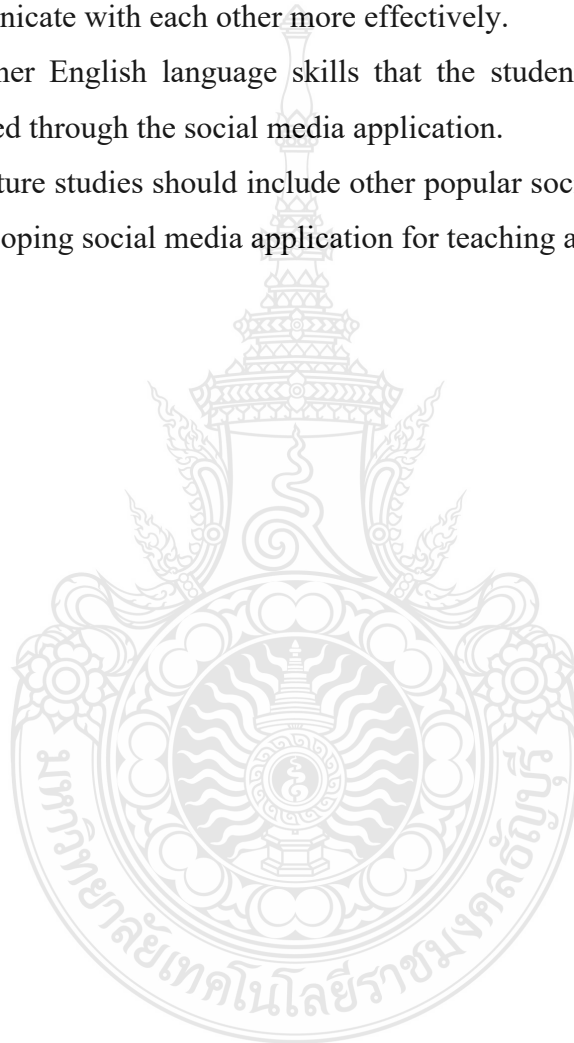 nicate with each other more effectively.
ner English language skills that the studen
ed through the social media application.
ture studies should include other popular soc
oping social media application for teaching a
มหาวิทยาลัยเทคโนโลยีราชมงคลธัญบุรี